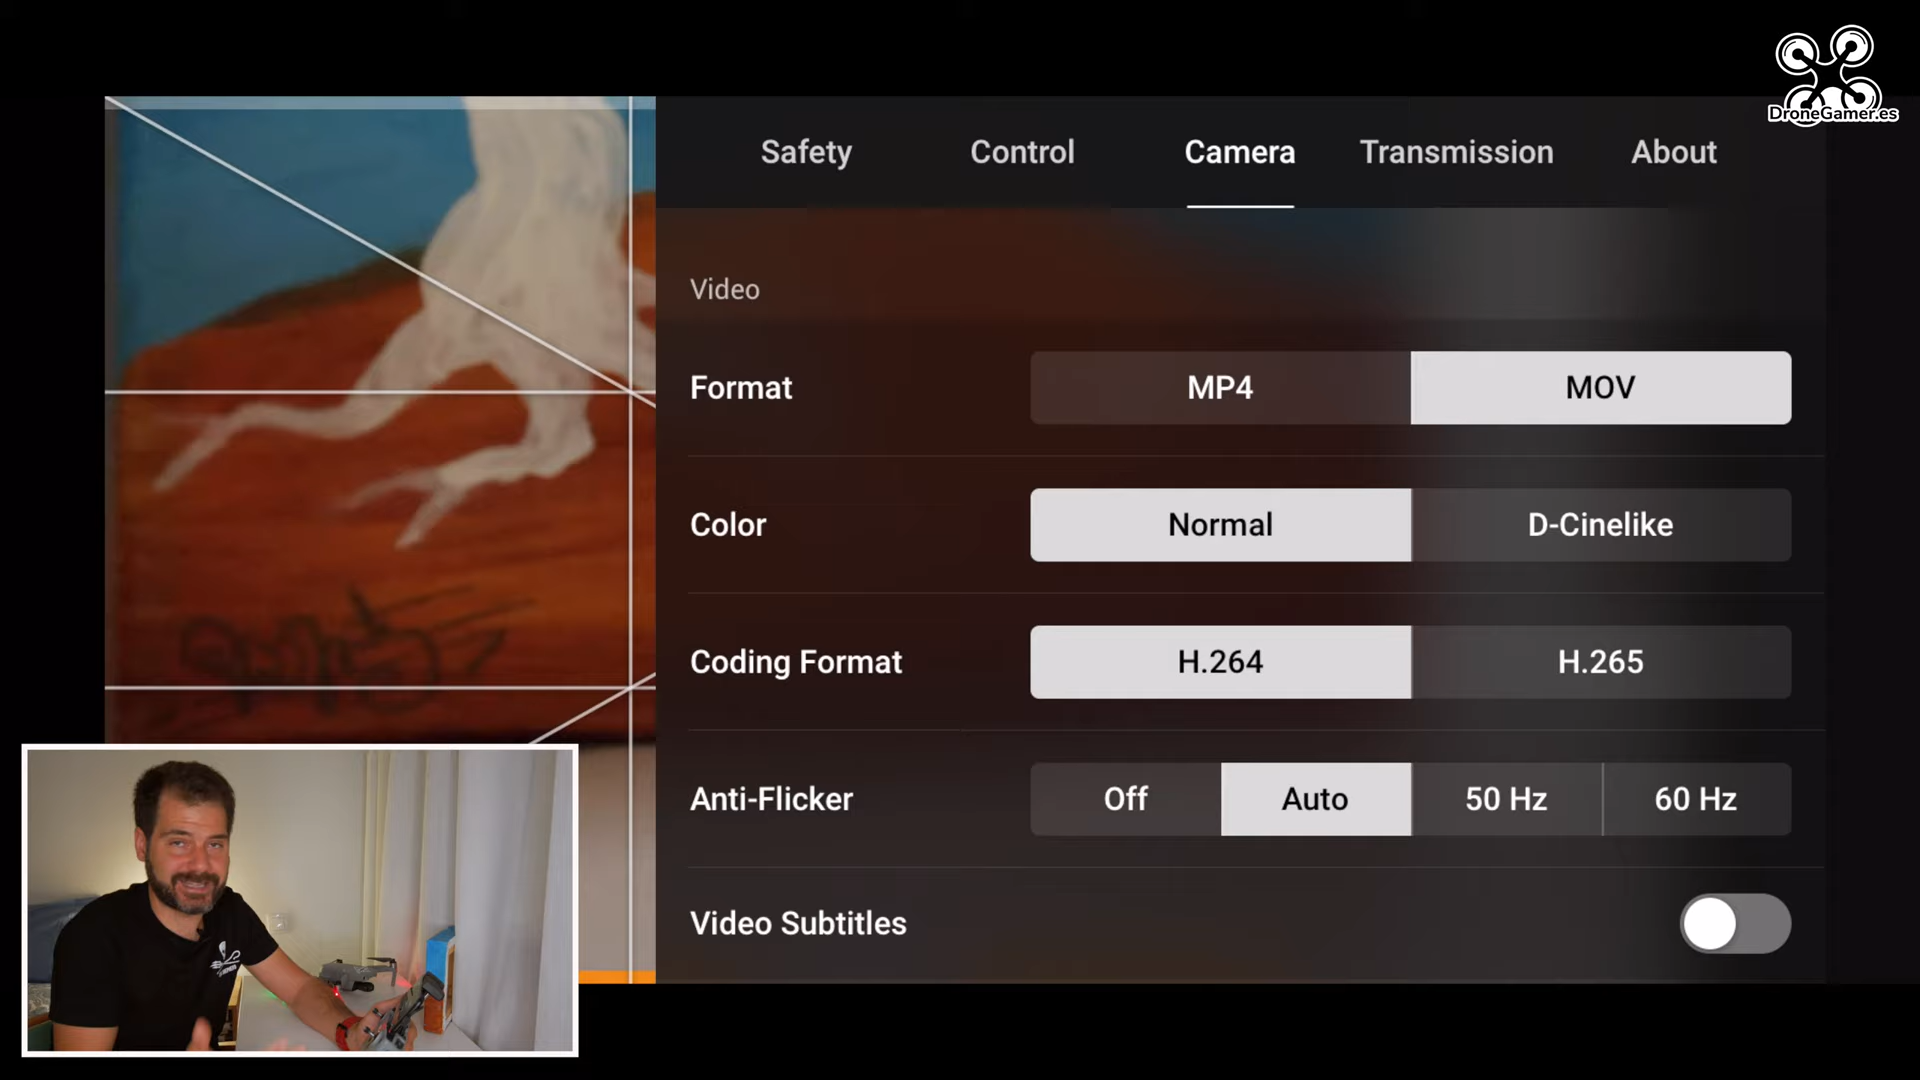 DroneGamer.es
Safety Control Camera Transmission About
Video
Format MP4 MOV
Color Normal D-Cinelike
Coding Format H.264 H.265
Anti-Flicker Off Auto 50 Hz 60 Hz
Video Subtitles